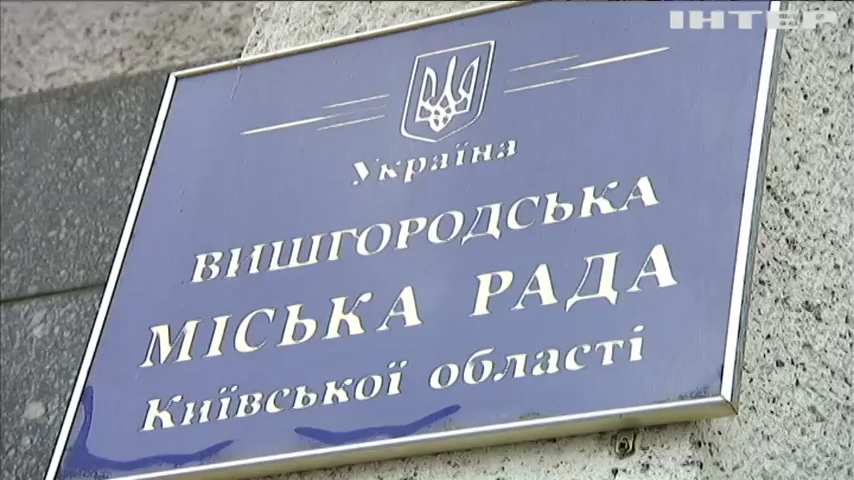 ІНТЕР
Україна
ВИШГОРОДСЬКА
МІСЬКА РАДА
Київської області